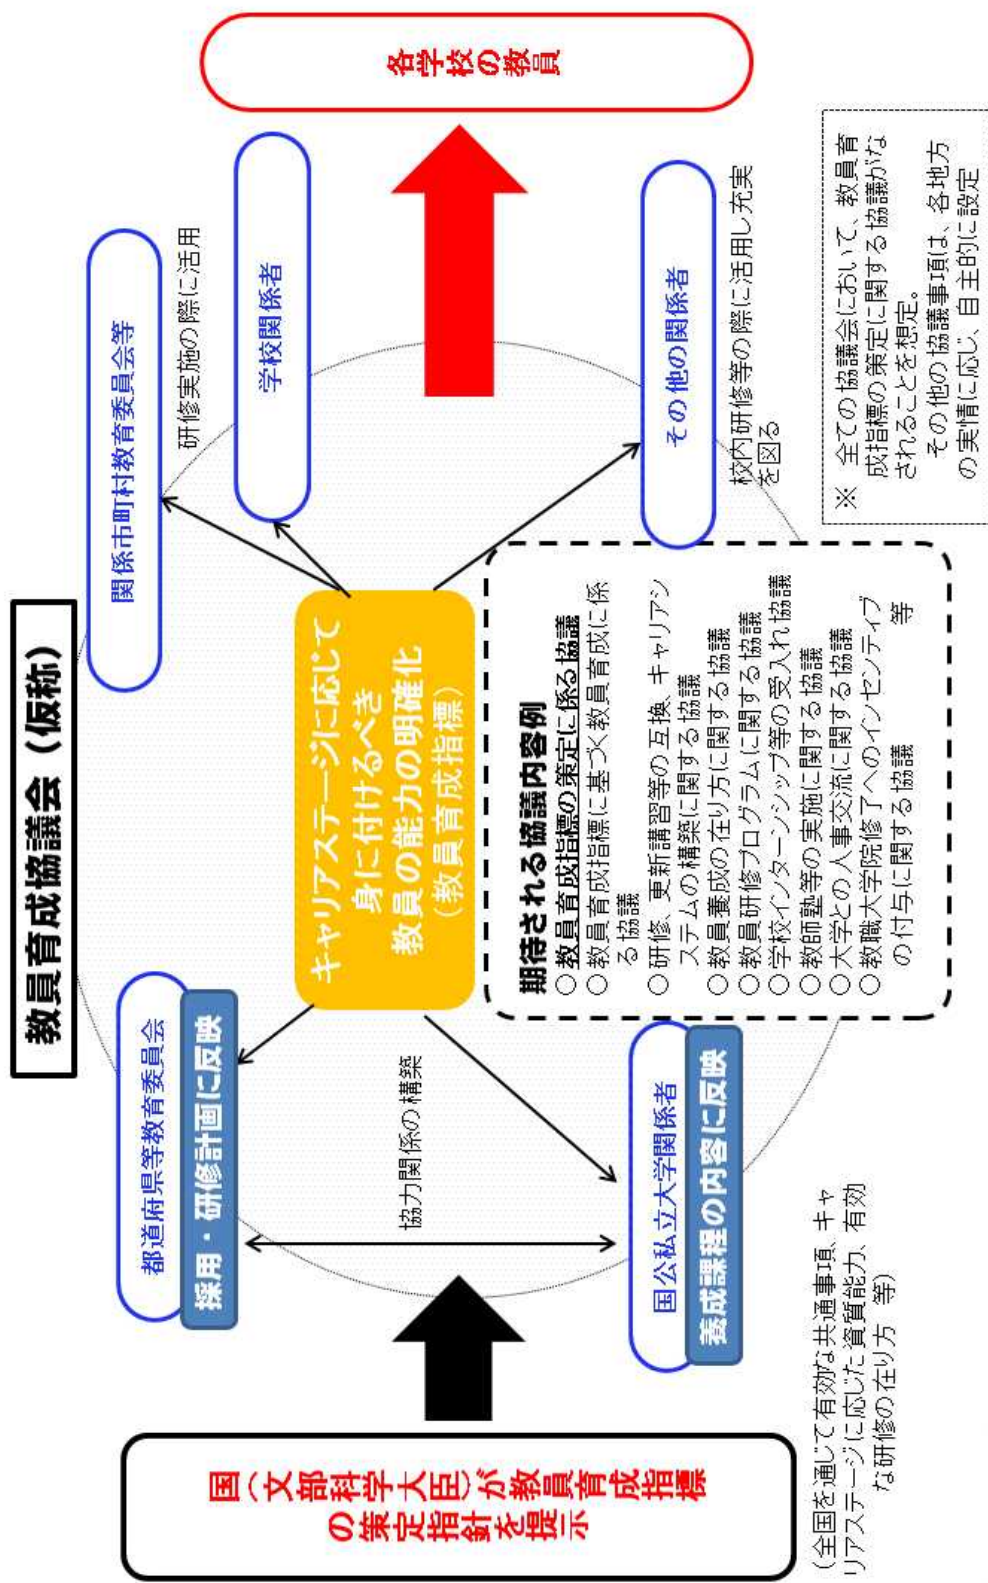 教員育成協議会（仮称）
国（文部科学大臣）が教員育成指標
の策定指針を提示
（全国を通じて有効な共通事項、キャ
リアステージに応じた資質能力、有効
な研修の在り方　等）
都道府県等教育委員会
採用・研修計画に反映
協力関係の構築
国公私立大学関係者
養成課程の内容に反映
キャリアステージに応じて
身に付けるべき
教員の能力の明確化
（教員育成指標）
期待される協議内容例
○教員育成指標の策定に係る協議
○教員育成指標に基づく教員育成に係
る協議
○研修、更新講習等の互換、キャリアシ
ステムの構築に関する協議
○教員養成の在り方に関する協議
○教員研修プログラムに関する協議
○学校インターンシップ等の受入れ協議
○教師塾等の実施に関する協議
○大学との人事交流に関する協議
○教職大学院修了へのインセンティブ
の付与に関する協議　　　　等
関係市町村教育委員会等
研修実施の際に活用
学校関係者
その他の関係者
校内研修等の際に活用し充実
を図る
各学校の教員
※　全ての協議会において、教員育
成指標の策定に関する協議がな
されることを想定。
その他の協議事項は、各地方
の実情に応じ、自主的に設定